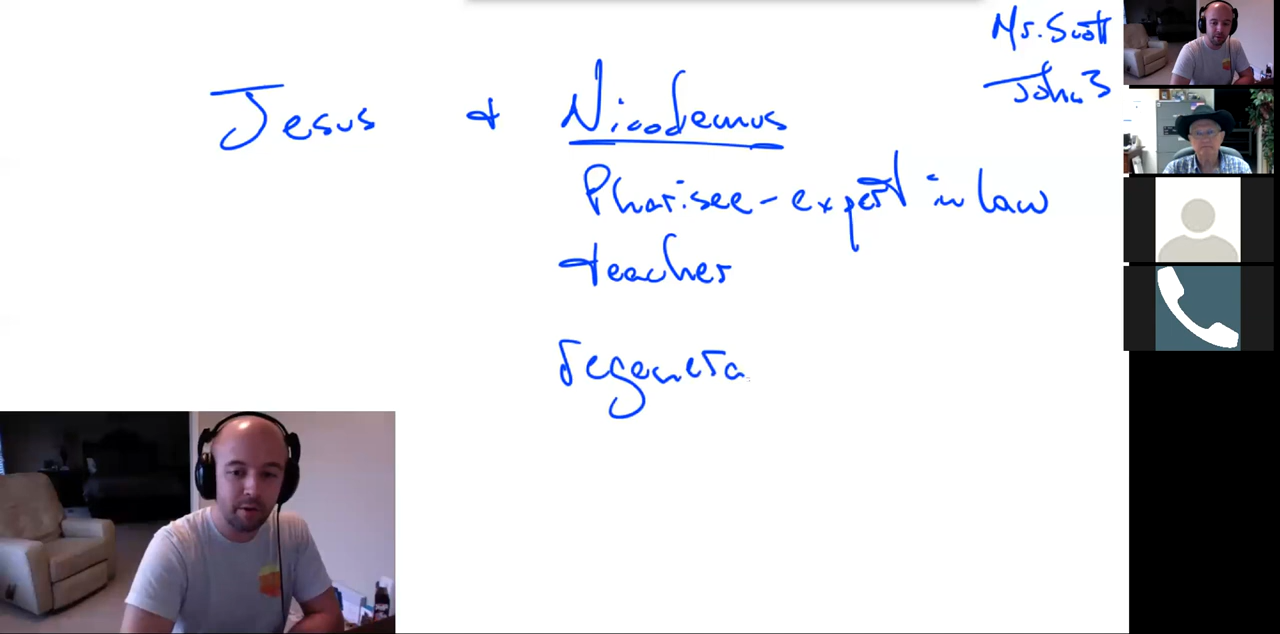 Mr. Scott
John 3
Jesus & Nicodemus
Pharisee - expert in law
teacher
regenera